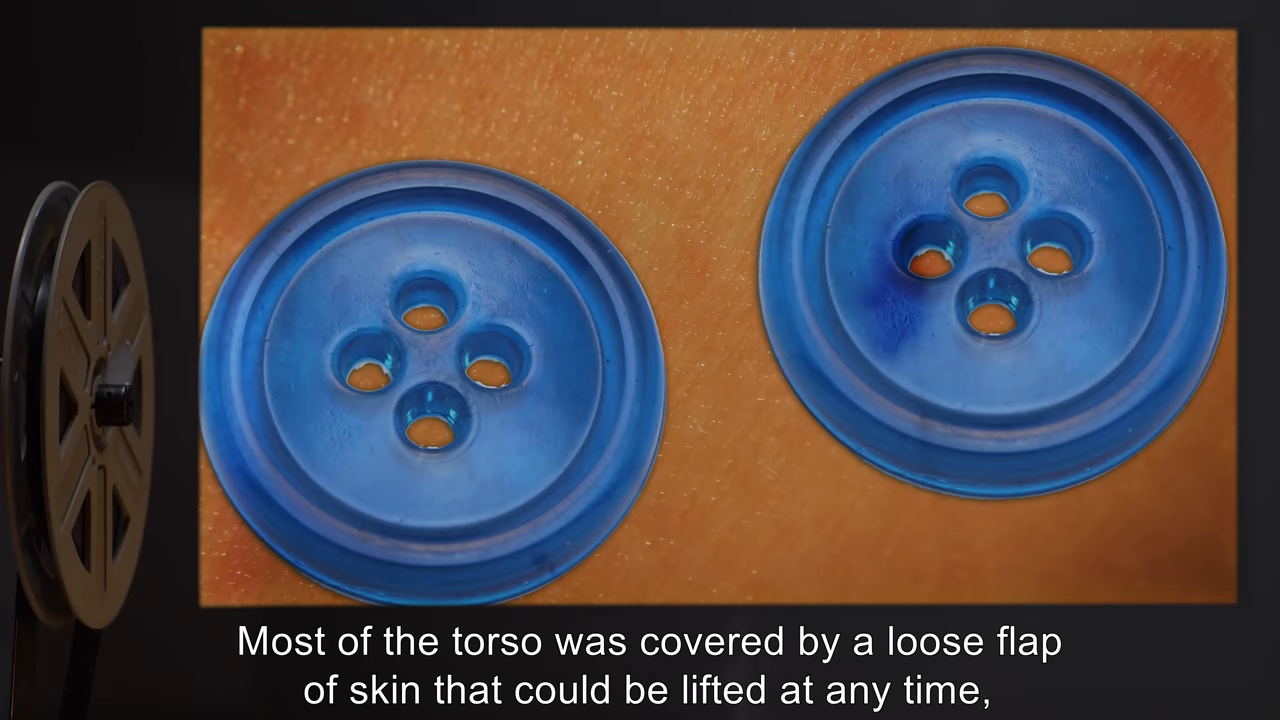 Most of the torso was covered by a loose flap
of skin that could be lifted at any time,